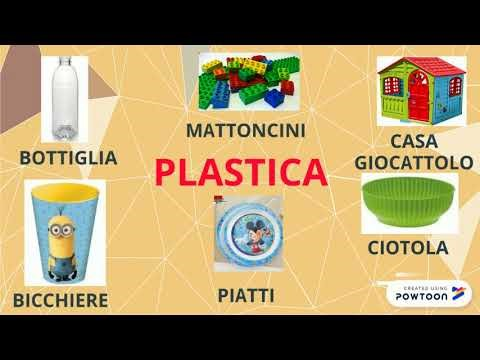 BOTTIGLIA
MATTONCINI
CASA
GIOCATTOLO
PLASTICA
BICCHIERE
PIATTI
CIOTOLA
CREATED USING
POWTOON